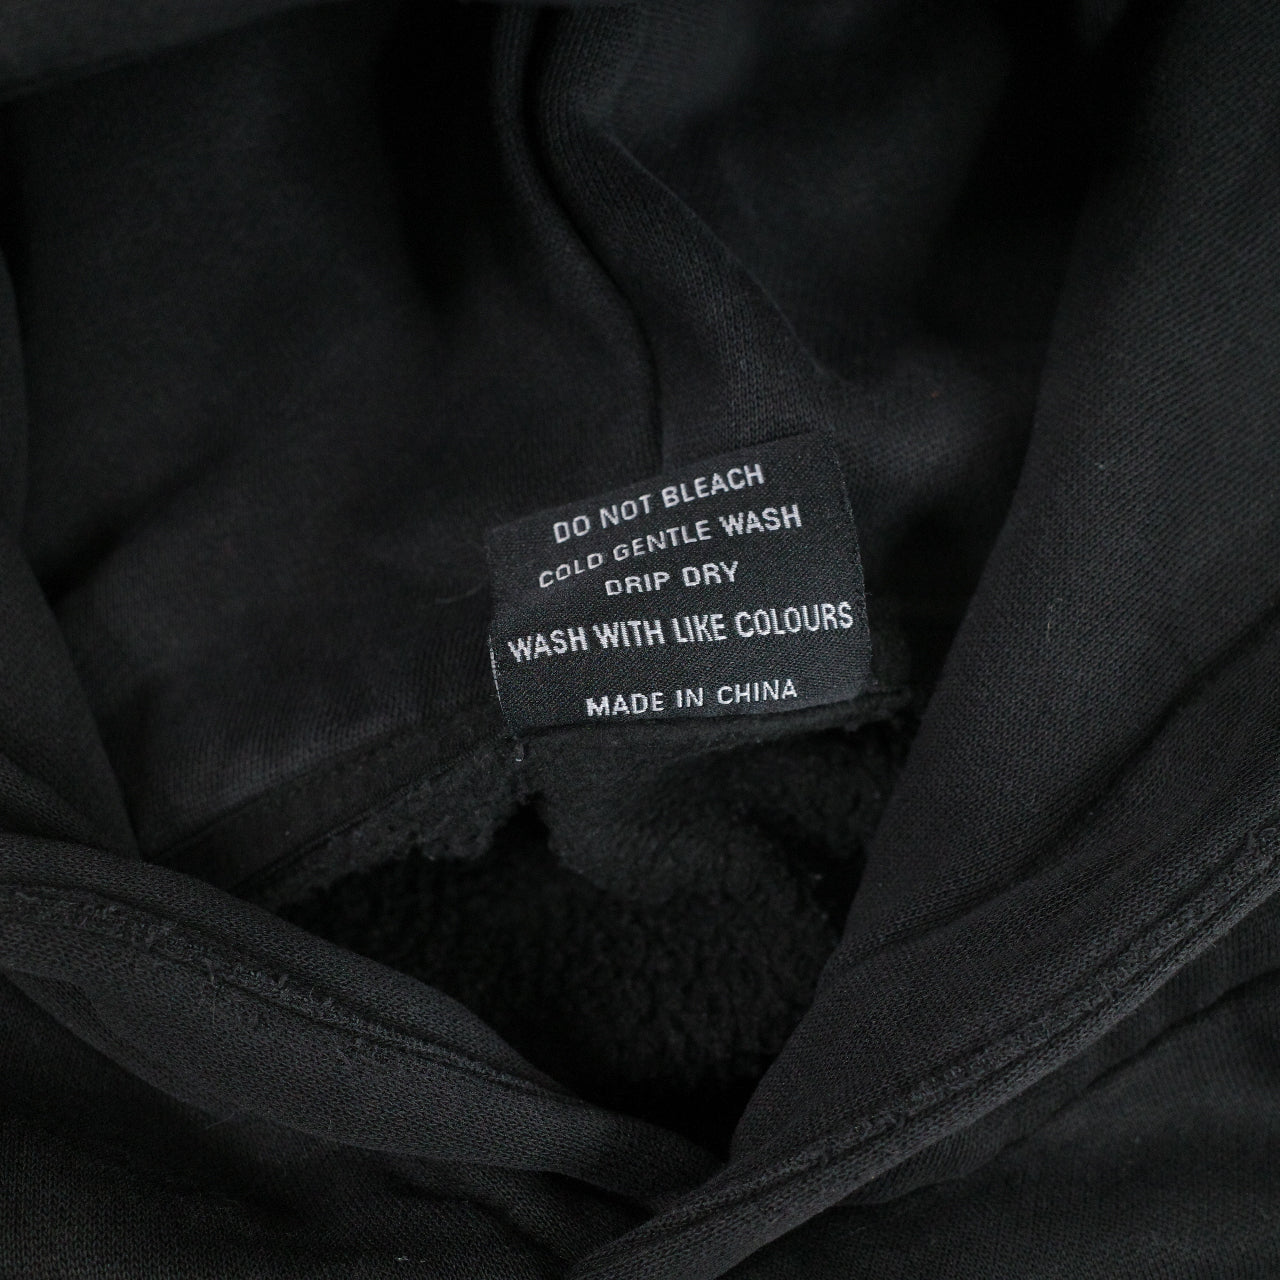 DO NOT BLEACH
COLD GENTLE WASH
DRIP DRY
WASH WITH LIKE COLOURS
MADE IN CHINA